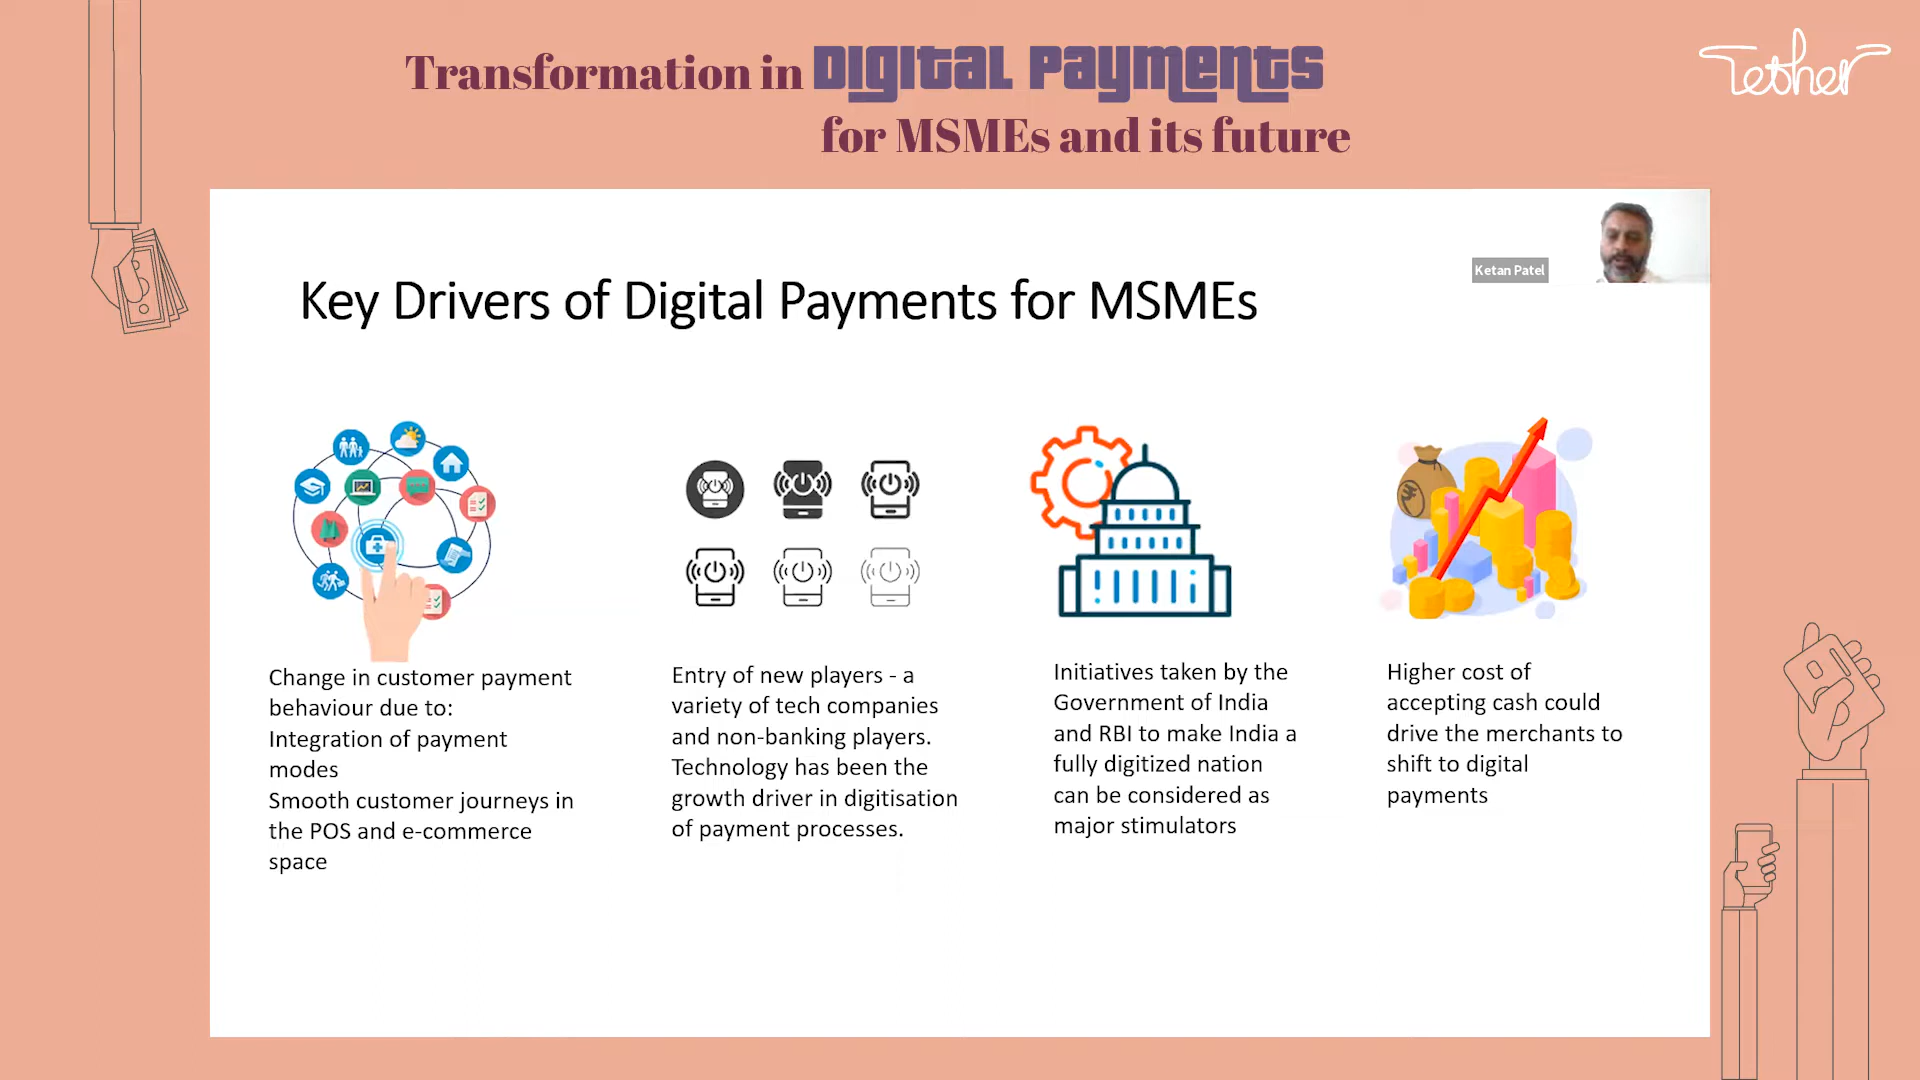 Transformation in Digital Payments
for MSMEs and its future
Tether
Ketan Patel
Key Drivers of Digital Payments for MSMEs
Change in customer payment
behaviour due to:
Integration of payment
modes
Smooth customer journeys in
the POS and e-commerce
space
Entry of new players - a
variety of tech companies
and non-banking players.
Technology has been the
growth driver in digitisation
of payment processes.
Initiatives taken by the
Government of India
and RBI to make India a
fully digitized nation
can be considered as
major stimulators
Higher cost of
accepting cash could
drive the merchants to
shift to digital
payments